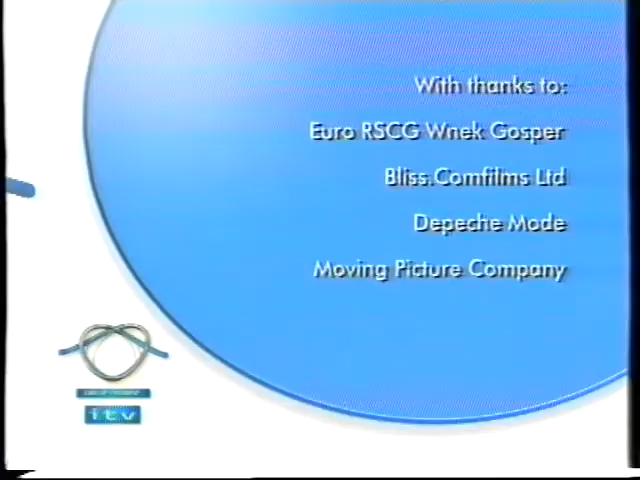 With thanks to:
Euro RSCG Wnek Gosper
Bliss.Comfilms Ltd
Depeche Mode
Moving Picture Company
itv